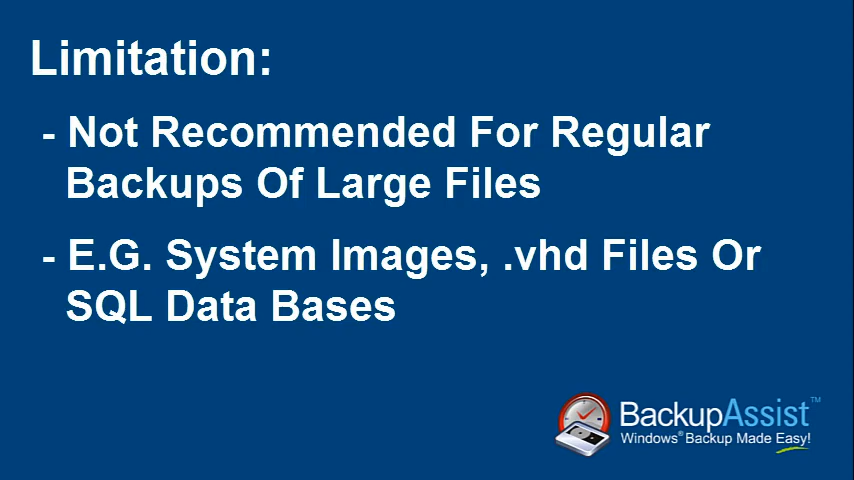 Limitation:
- Not Recommended For Regular
Backups Of Large Files
- E.G. System Images, .vhd Files Or
SQL Data Bases
BackupAssist™
Windows® Backup Made Easy!